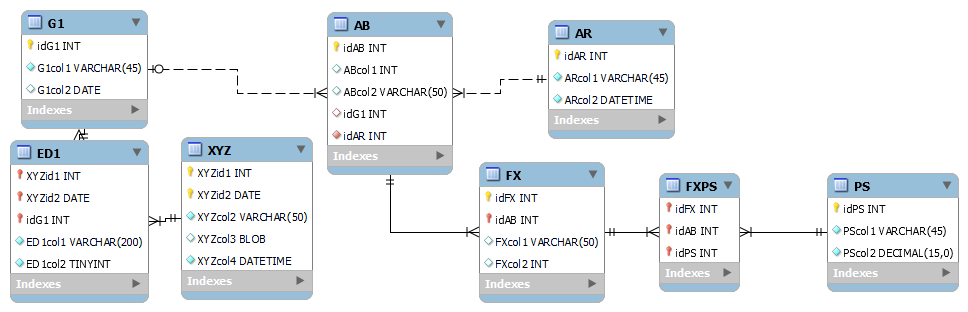 G1
idG1 INT
G1col1 VARCHAR(45)
G1col2 DATE
Indexes
AB
idAB INT
ABcol1 INT
ABcol2 VARCHAR(50)
idG1 INT
idAR INT
Indexes
AR
idAR INT
ARcol1 VARCHAR(45)
ARcol2 DATETIME
Indexes
ED1
XYZid1 INT
XYZid2 DATE
idG1 INT
ED1col1 VARCHAR(200)
ED1col2 TINYINT
Indexes
XYZ
XYZid1 INT
XYZid2 DATE
XYZcol2 VARCHAR(50)
XYZcol3 BLOB
XYZcol4 DATETIME
Indexes
FX
idFX INT
idAB INT
FXcol1 VARCHAR(50)
FXcol2 INT
Indexes
FXPS
idFX INT
idAB INT
idPS INT
Indexes
PS
idPS INT
PScol1 VARCHAR(45)
PScol2 DECIMAL(15,0)
Indexes